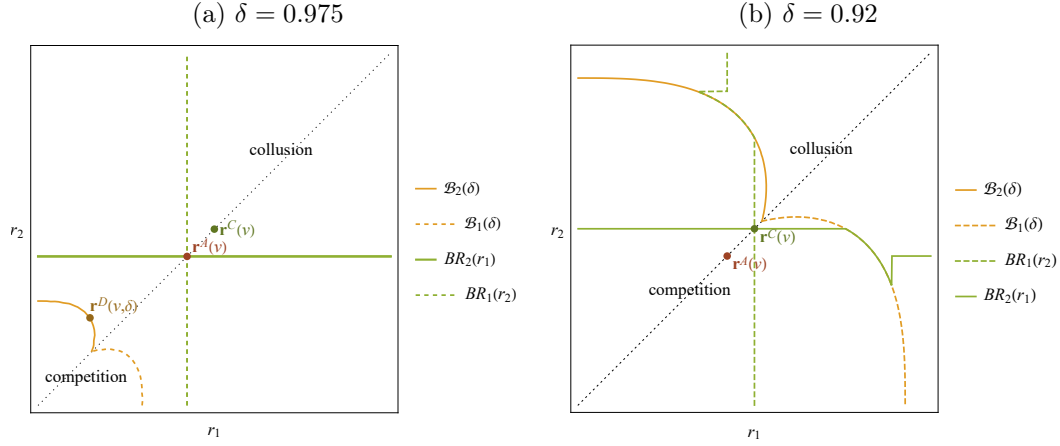 (a) δ = 0.975
collusion
r₂
r^C(v)
r^A(v)
r^D(v,δ)
competition
r₁
ℬ₂(δ)
ℬ₁(δ)
BR₂(r₁)
BR₁(r₂)
(b) δ = 0.92
collusion
r₂
r^C(v)
r^A(v)
competition
r₁
ℬ₂(δ)
ℬ₁(δ)
BR₁(r₂)
BR₂(r₁)